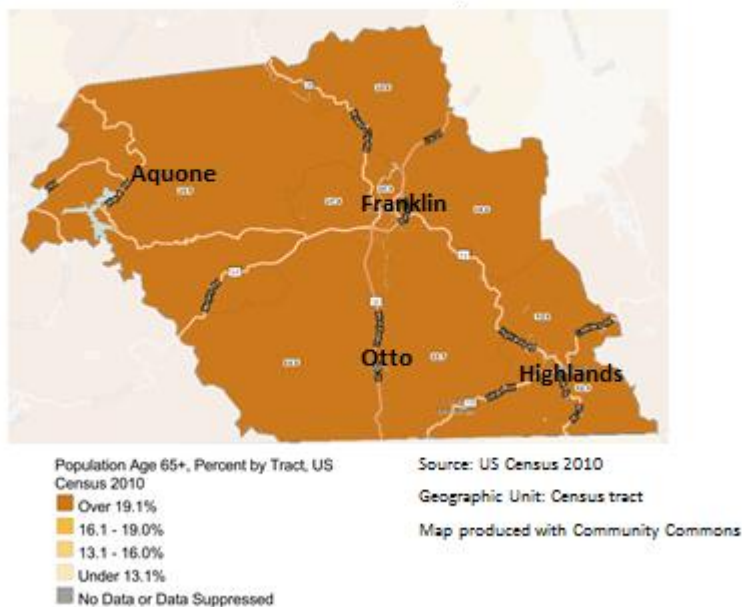 Aquone
Franklin
Otto
Highlands
Population Age 65+, Percent by Tract, US
Census 2010
Over 19.1%
16.1 - 19.0%
13.1 - 16.0%
Under 13.1%
No Data or Data Suppressed
Source: US Census 2010
Geographic Unit: Census tract
Map produced with Community Commons